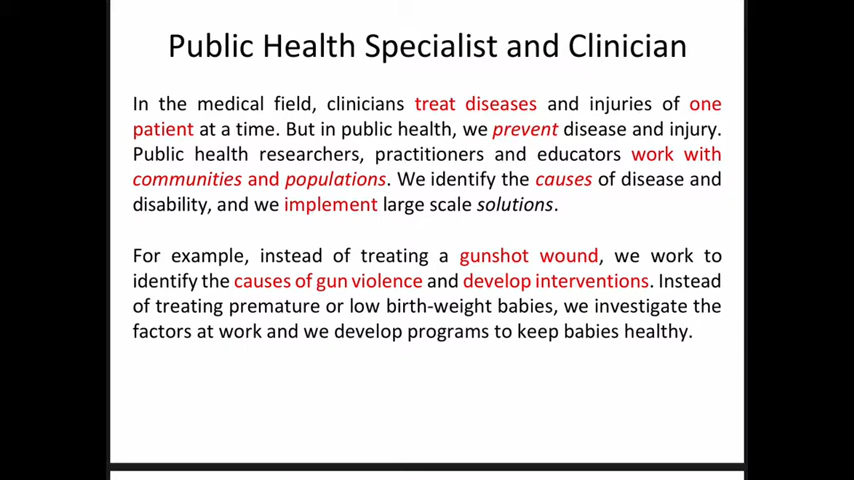 Public Health Specialist and Clinician
In the medical field, clinicians treat diseases and injuries of one
patient at a time. But in public health, we prevent disease and injury.
Public health researchers, practitioners and educators work with
communities and populations. We identify the causes of disease and
disability, and we implement large scale solutions.
For example, instead of treating a gunshot wound, we work to
identify the causes of gun violence and develop interventions. Instead
of treating premature or low birth-weight babies, we investigate the
factors at work and we develop programs to keep babies healthy.